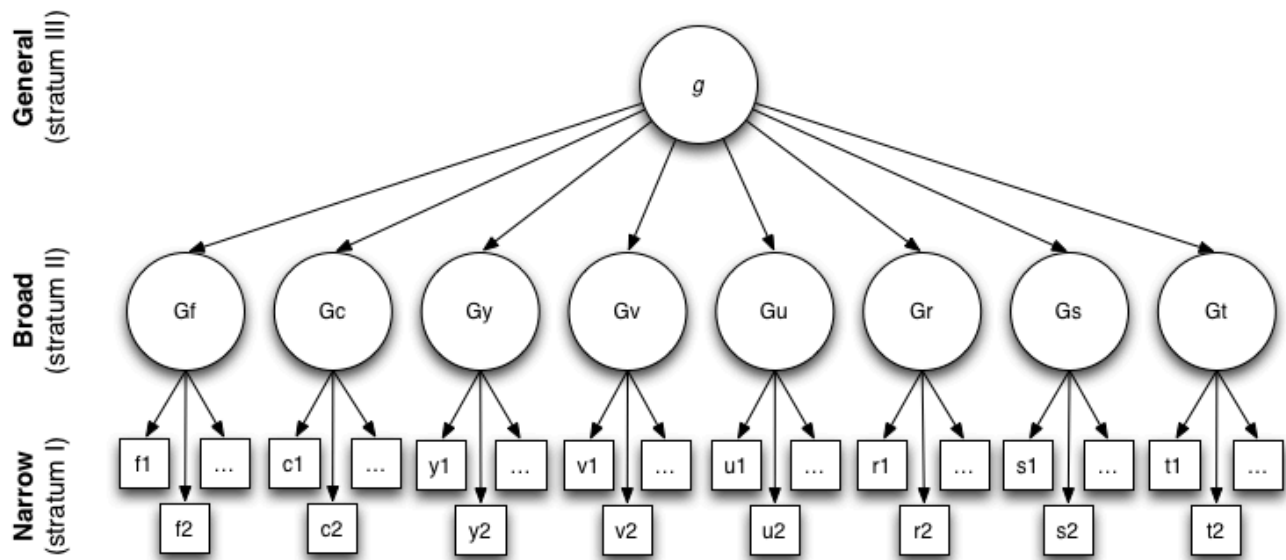 General
(stratum III)
g
Broad
(stratum II)
Gf
Gc
Gy
Gv
Gu
Gr
Gs
Gt
Narrow
(stratum I)
f1
...
c1
...
y1
...
v1
...
u1
...
r1
...
s1
...
t1
...
f2
c2
y2
v2
u2
r2
s2
t2